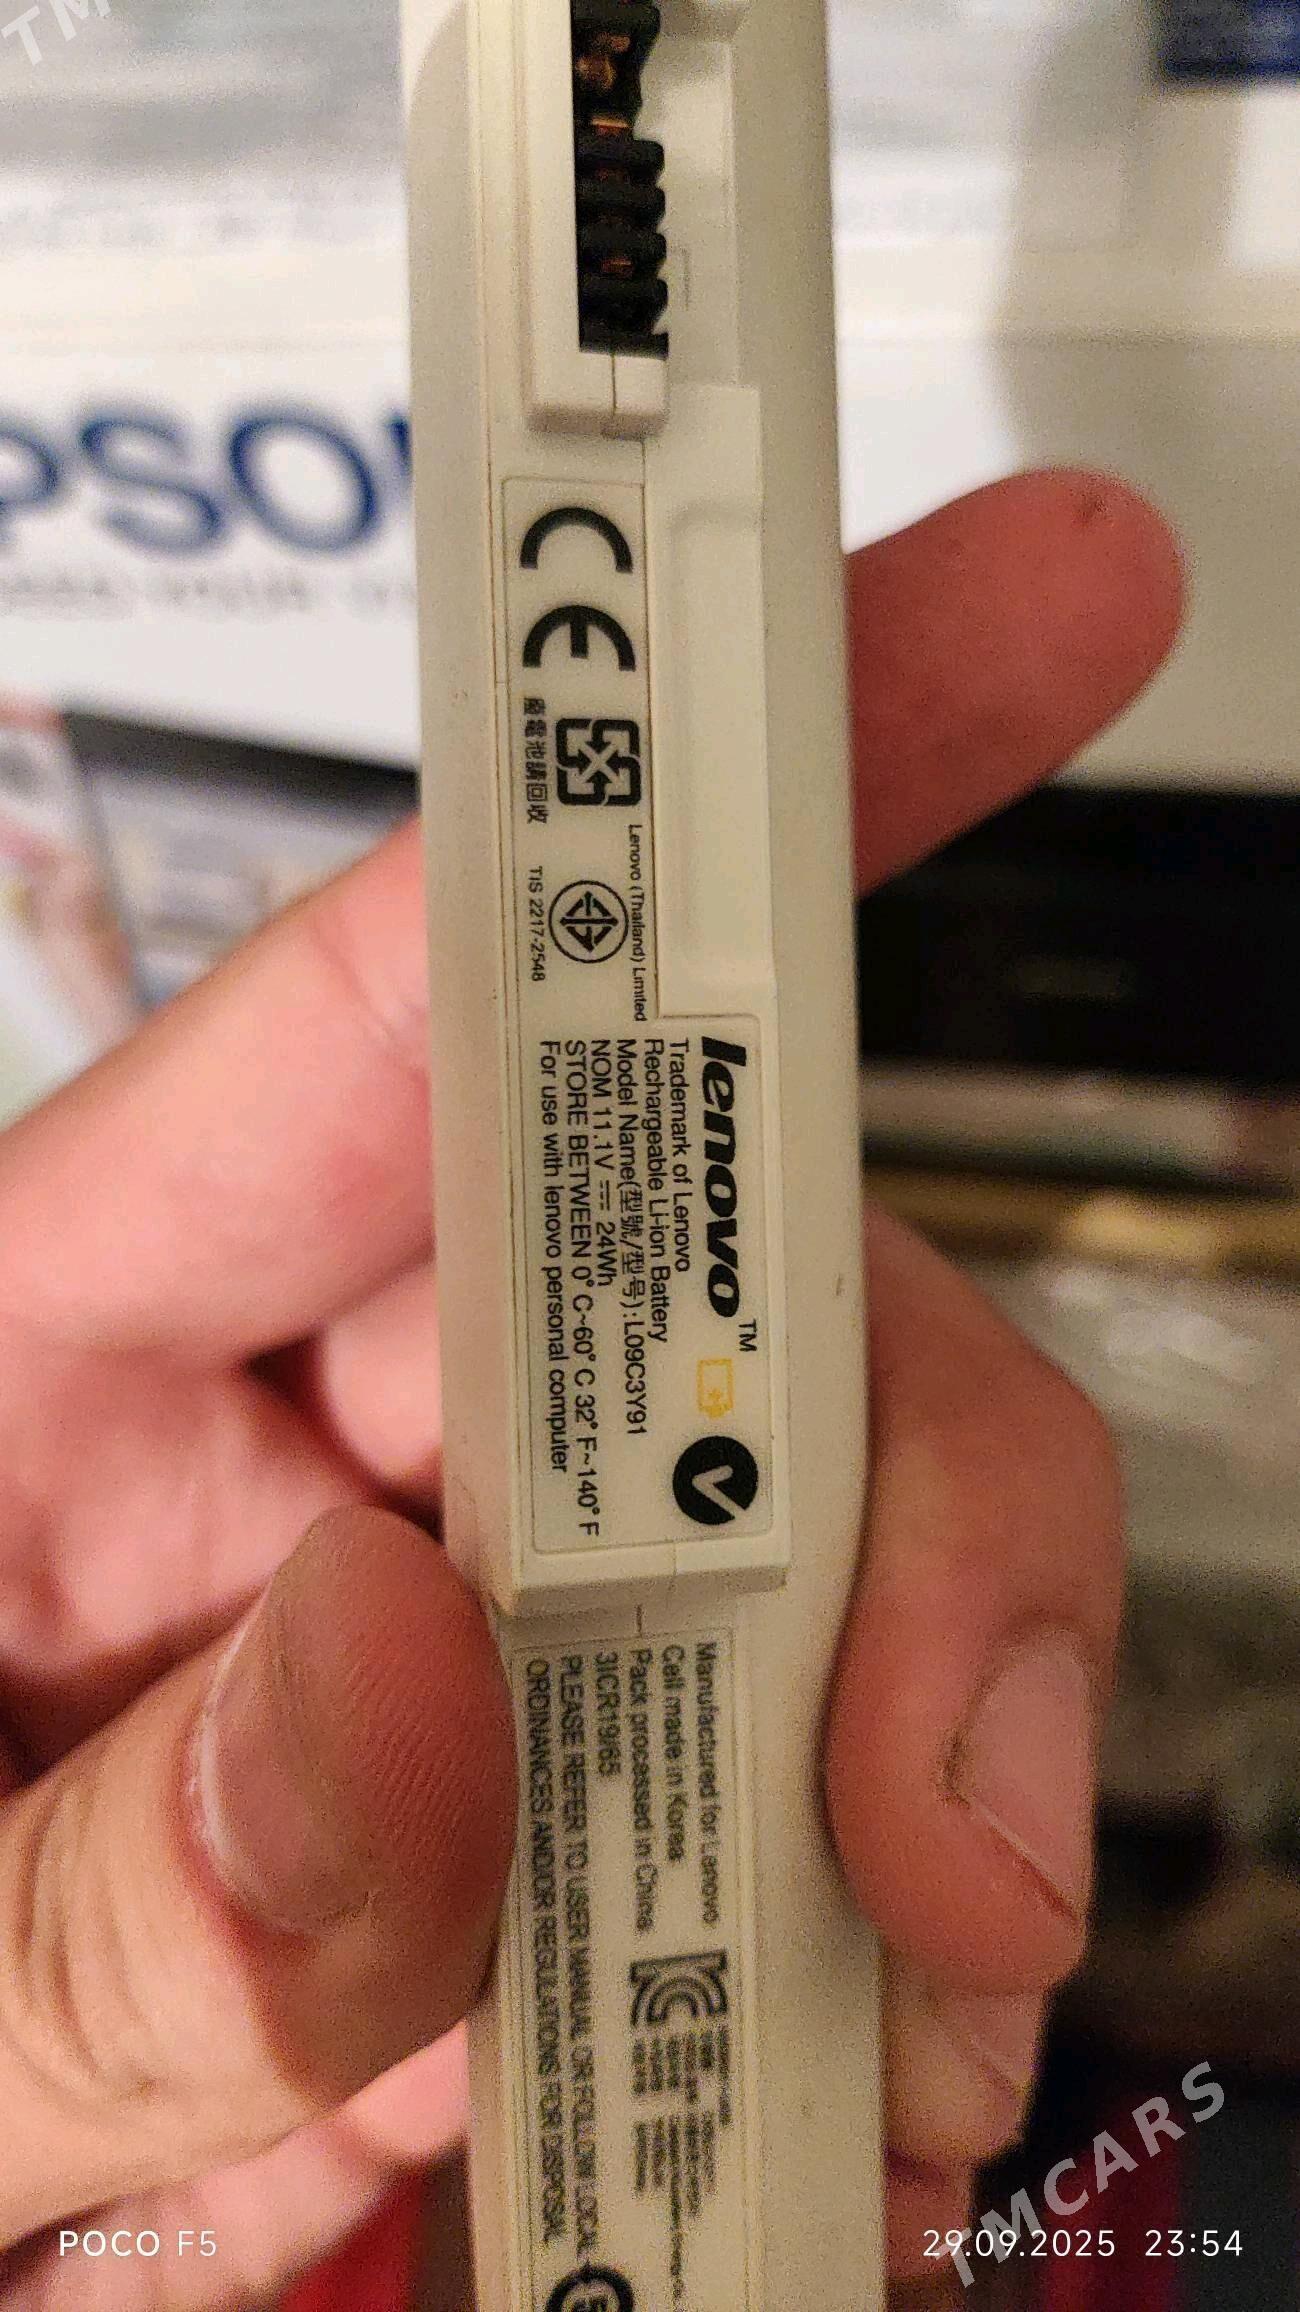 EPSON
CE
廢電池請回收
Lenovo (Thailand) Limited
TIS 2217-2548
lenovo™
Trademark of Lenovo
Rechargeable Li-ion Battery
Model Name(型號/型号):L09C3Y91
NOM 11.1V ⎓ 24Wh
STORE BETWEEN 0° C~60° C 32° F~140° F
For use with lenovo personal computer
Manufactured for Lenovo
Cell made in Korea
Pack processed in China
3ICR19/65
PLEASE REFER TO USER MANUAL OR FOLLOW LOCAL
ORDINANCES AND/OR REGULATIONS FOR DISPOSAL
TMCARS
POCO F5
29.09.2025 23:54